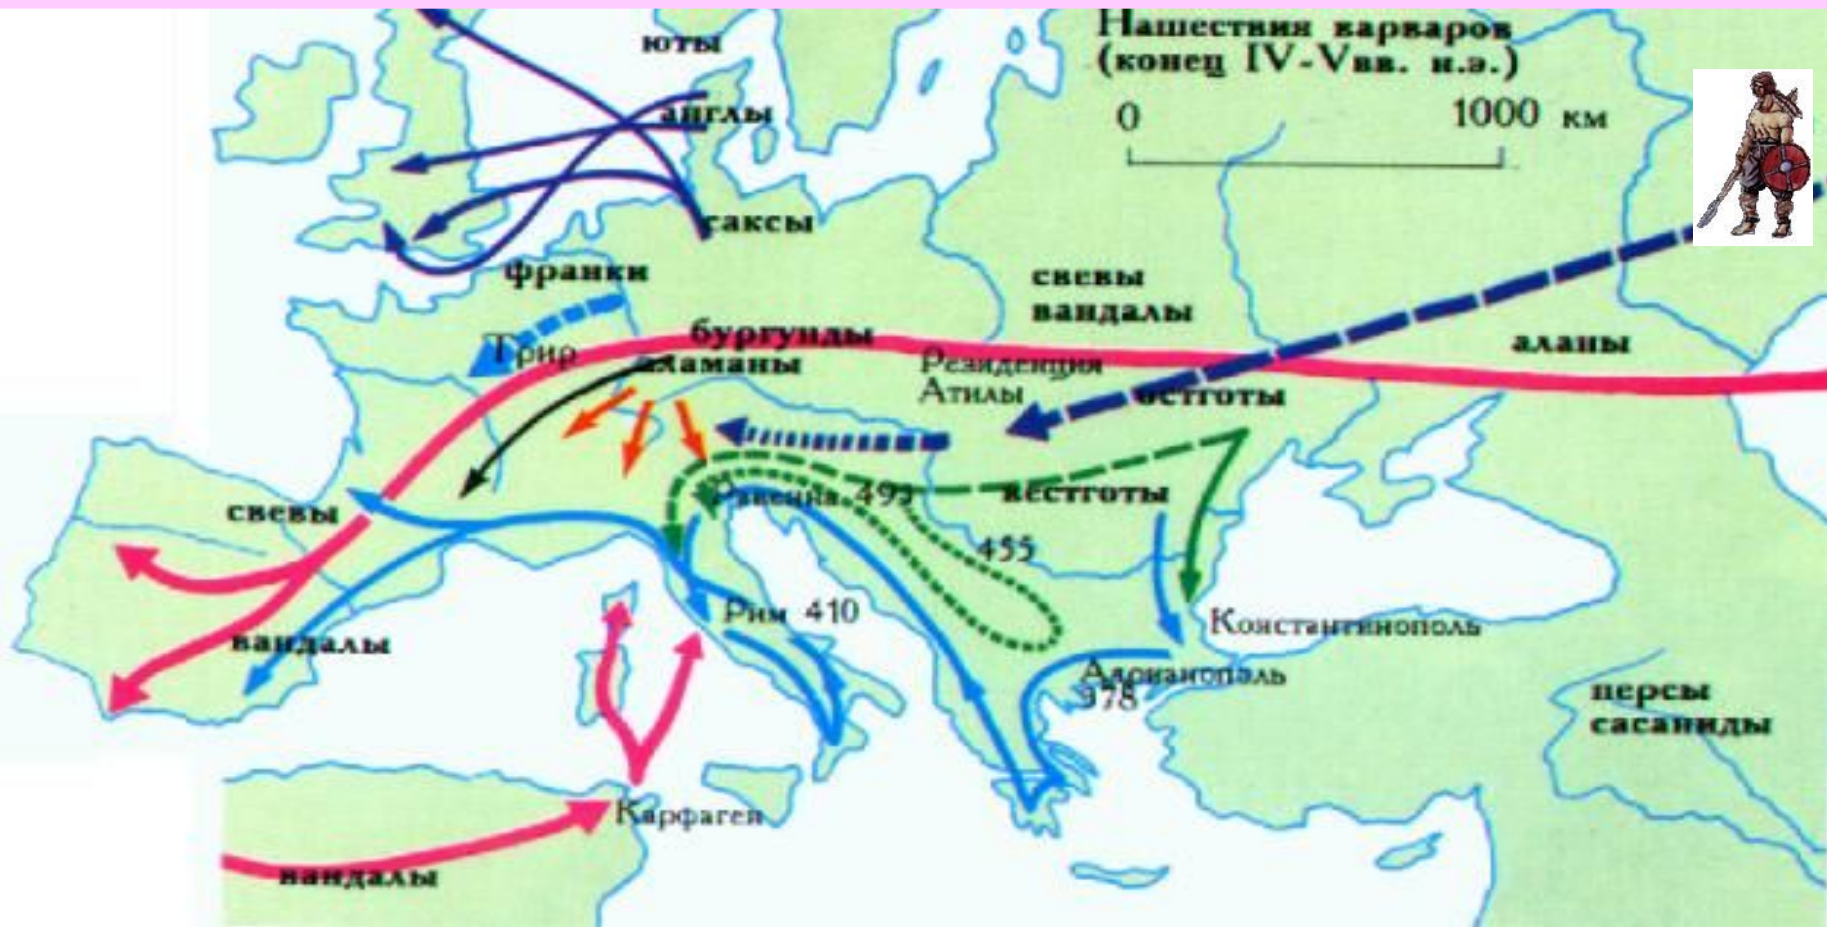 Нашествия варваров
(конец IV-Vвв. н.э.)
0 1000 км
юты
англы
саксы
франки
свевы
вандалы
бургунды
Трир
аламаны
Резиденция
Атилы
аланы
остготы
Равенна 493
вестготы
свевы
455
Рим 410
Константинополь
вандалы
Адрианополь
378
персы
сасаниды
Карфаген
вандалы